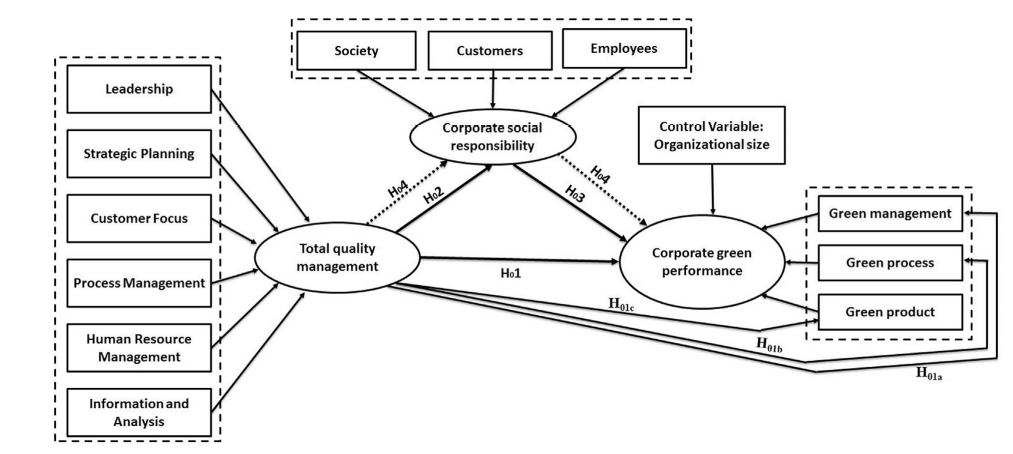 Society
Customers
Employees
Leadership
Strategic Planning
Customer Focus
Process Management
Human Resource
Management
Information and
Analysis
Corporate social
responsibility
Control Variable:
Organizational size
Total quality
management
Corporate green
performance
Green management
Green process
Green product
H04
H02
H03
H04
H01
H01c
H01b
H01a